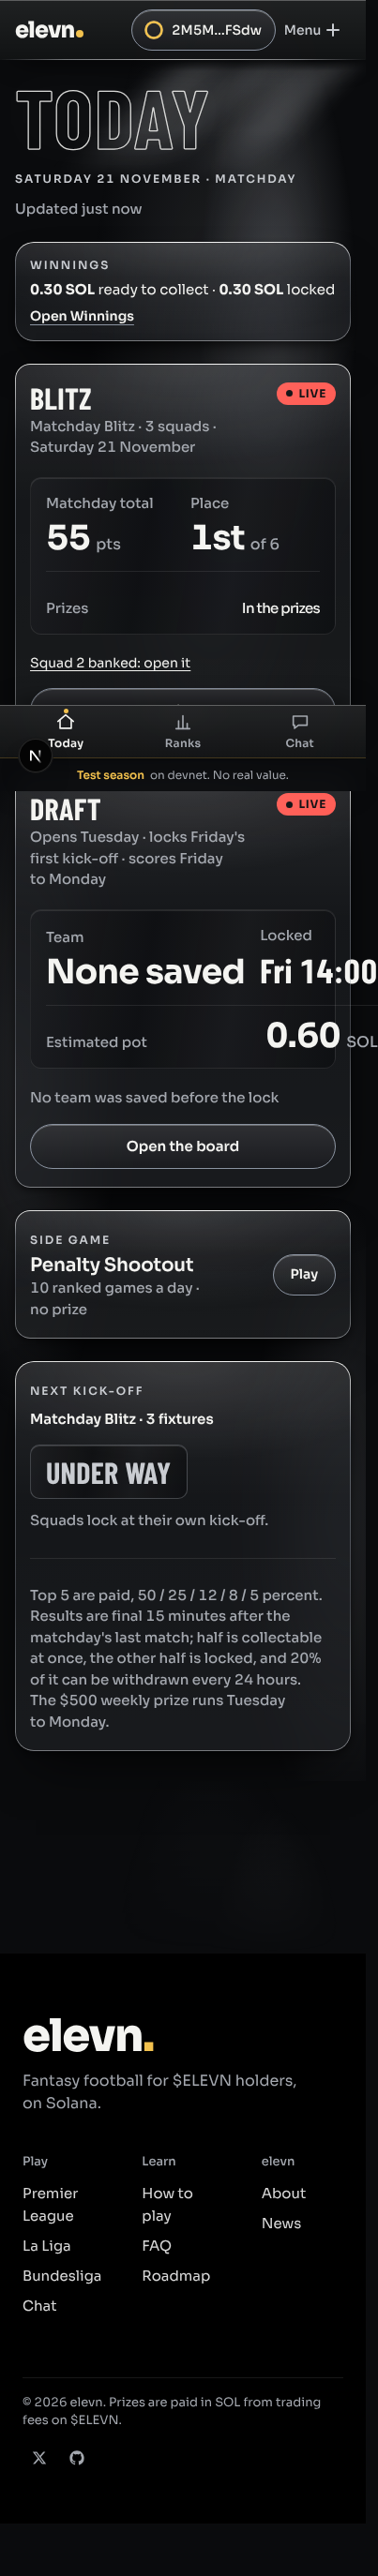 elevn.
2M5M...FSdw
Menu
TODAY
SATURDAY 21 NOVEMBER · MATCHDAY
Updated just now
WINNINGS
0.30 SOL ready to collect · 0.30 SOL locked
Open Winnings
BLITZ
LIVE
Matchday Blitz · 3 squads ·
Saturday 21 November
Matchday total
Place
55 pts
1st of 6
Prizes
In the prizes
Squad 2 banked: open it
Today
Ranks
Chat
N
Test season on devnet. No real value.
DRAFT
LIVE
Opens Tuesday · locks Friday's
first kick-off · scores Friday
to Monday
Team
Locked
None saved
Fri 14:00
Estimated pot
0.60 SOL
No team was saved before the lock
Open the board
SIDE GAME
Penalty Shootout
10 ranked games a day ·
no prize
Play
NEXT KICK-OFF
Matchday Blitz · 3 fixtures
UNDER WAY
Squads lock at their own kick-off.
Top 5 are paid, 50 / 25 / 12 / 8 / 5 percent.
Results are final 15 minutes after the
matchday's last match; half is collectable
at once, the other half is locked, and 20%
of it can be withdrawn every 24 hours.
The $500 weekly prize runs Tuesday
to Monday.
elevn.
Fantasy football for $ELEVN holders,
on Solana.
Play
Premier
League
La Liga
Bundesliga
Chat
Learn
How to
play
FAQ
Roadmap
elevn
About
News
© 2026 elevn. Prizes are paid in SOL from trading
fees on $ELEVN.